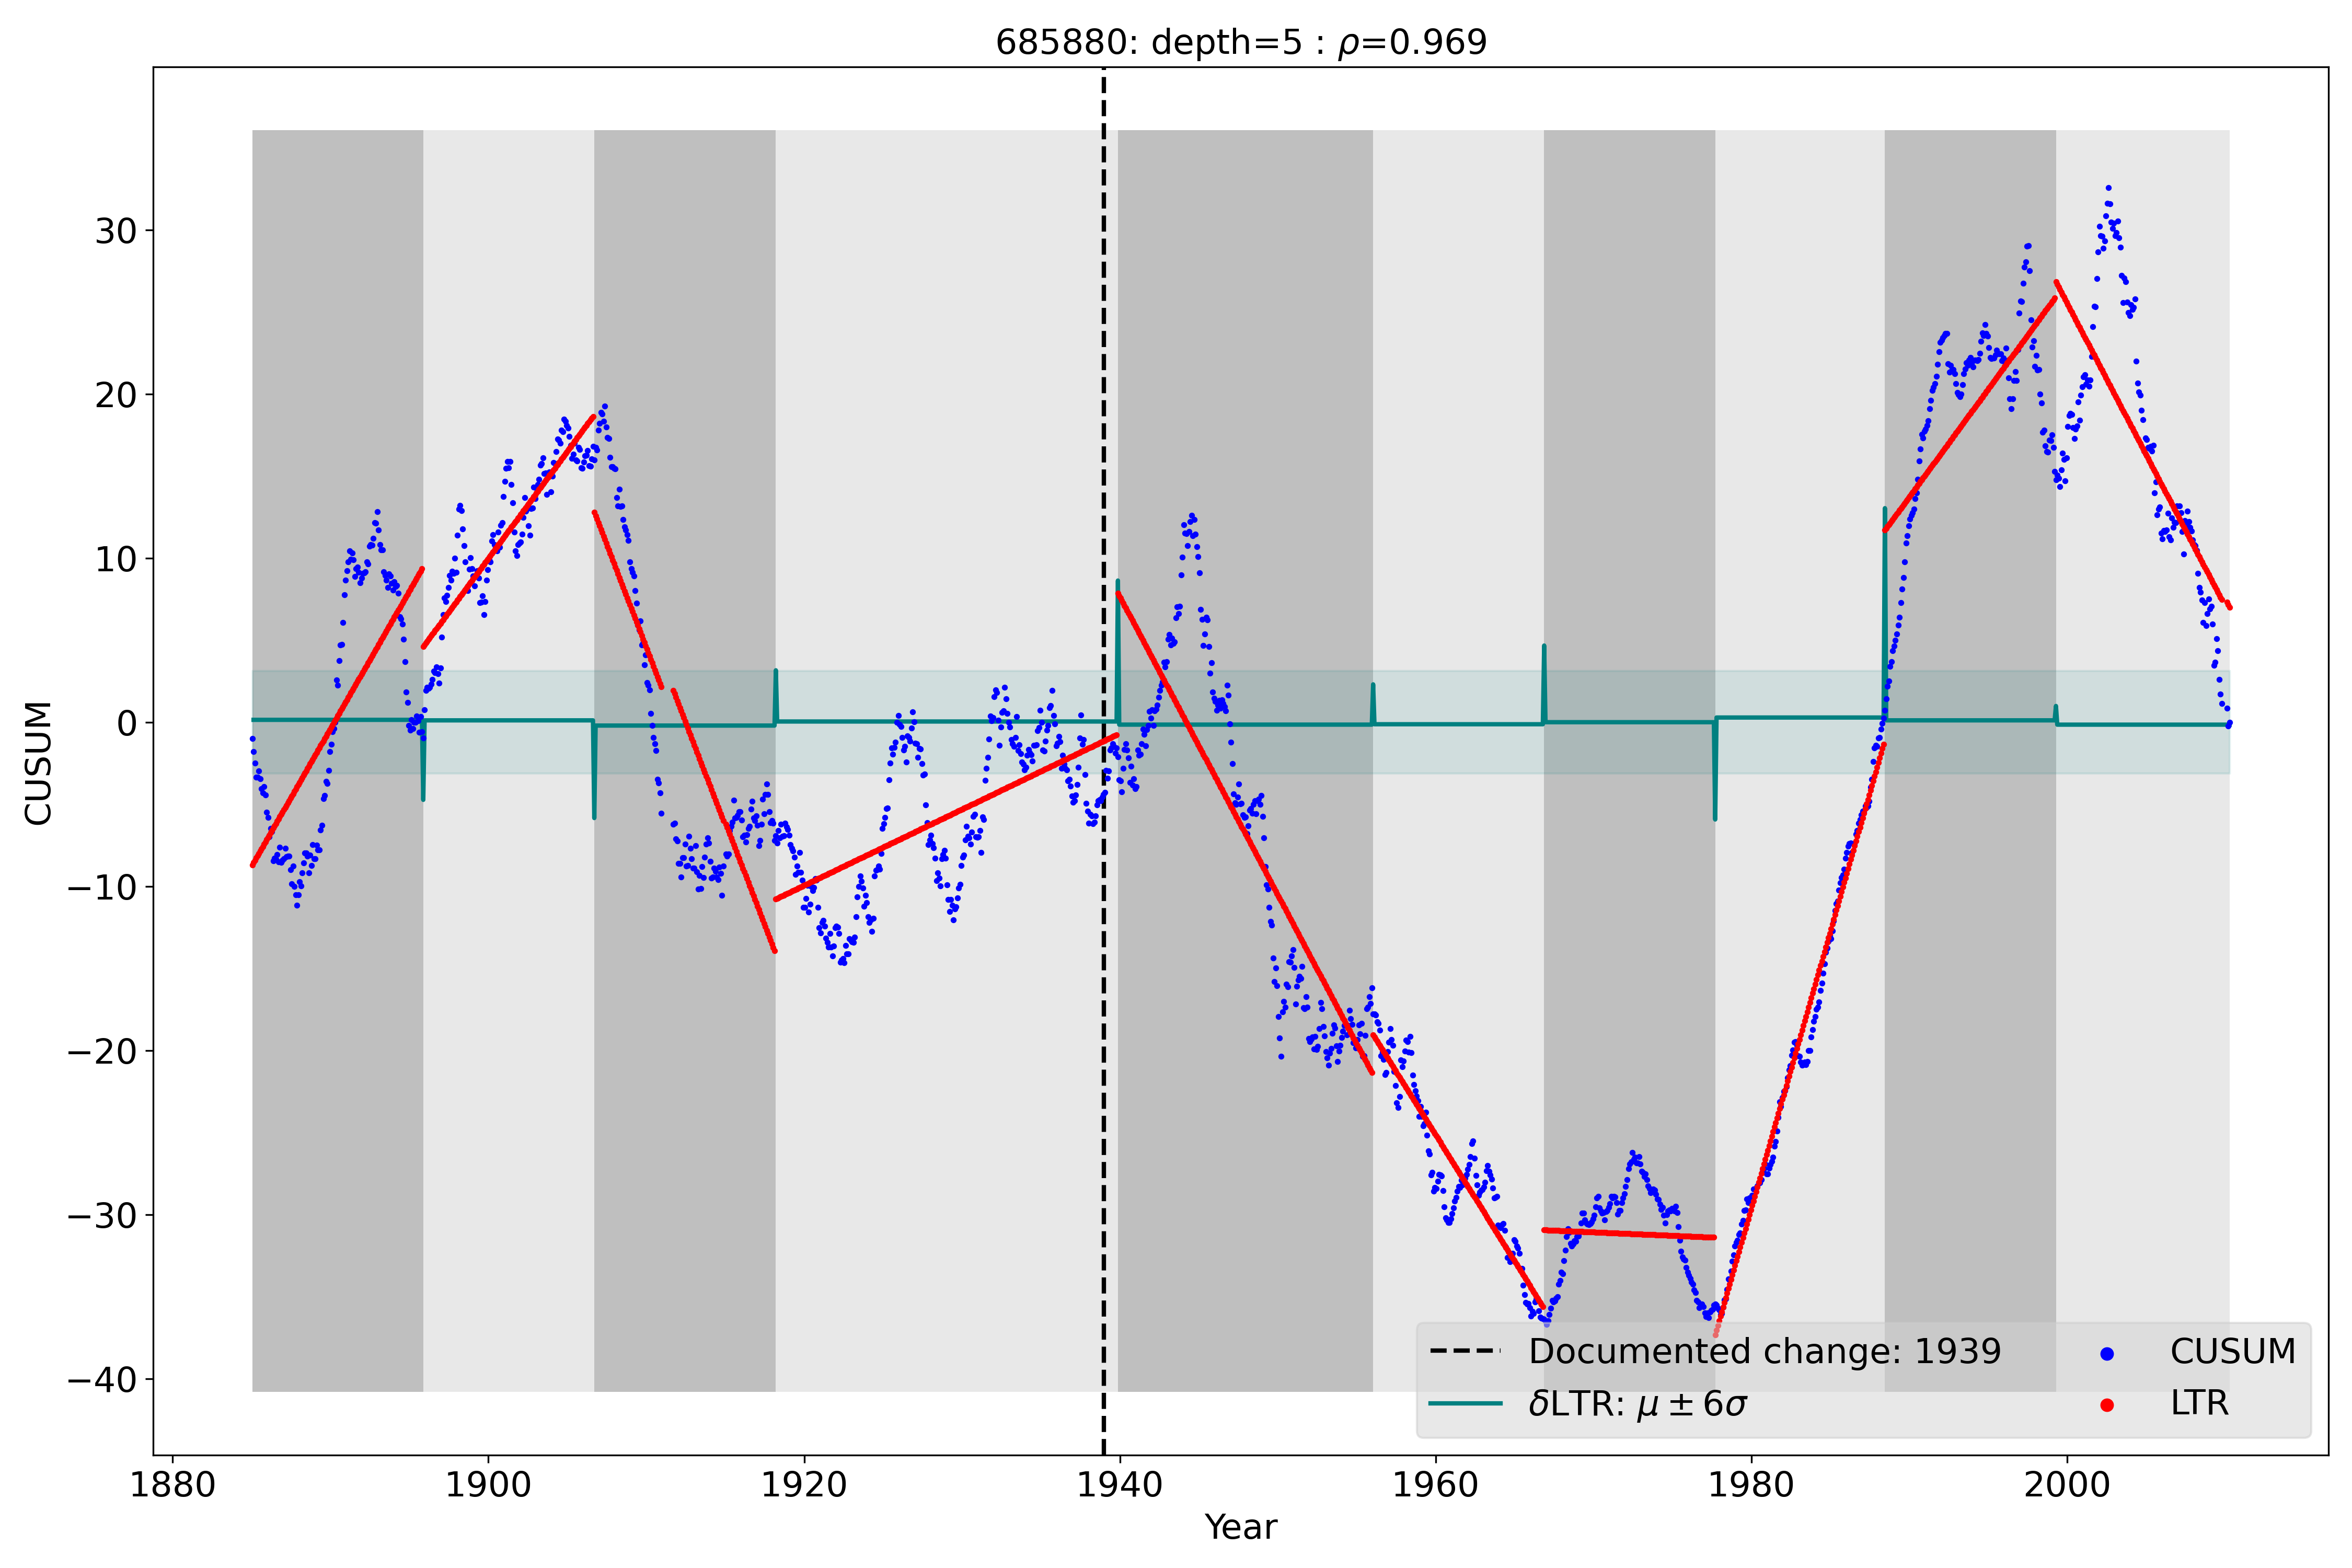 685880: depth=5 : ρ=0.969
CUSUM
30
20
10
0
−10
−20
−30
−40
1880 1900 1920 1940 1960 1980 2000
Year
Documented change: 1939
δLTR: μ ± 6σ
CUSUM
LTR